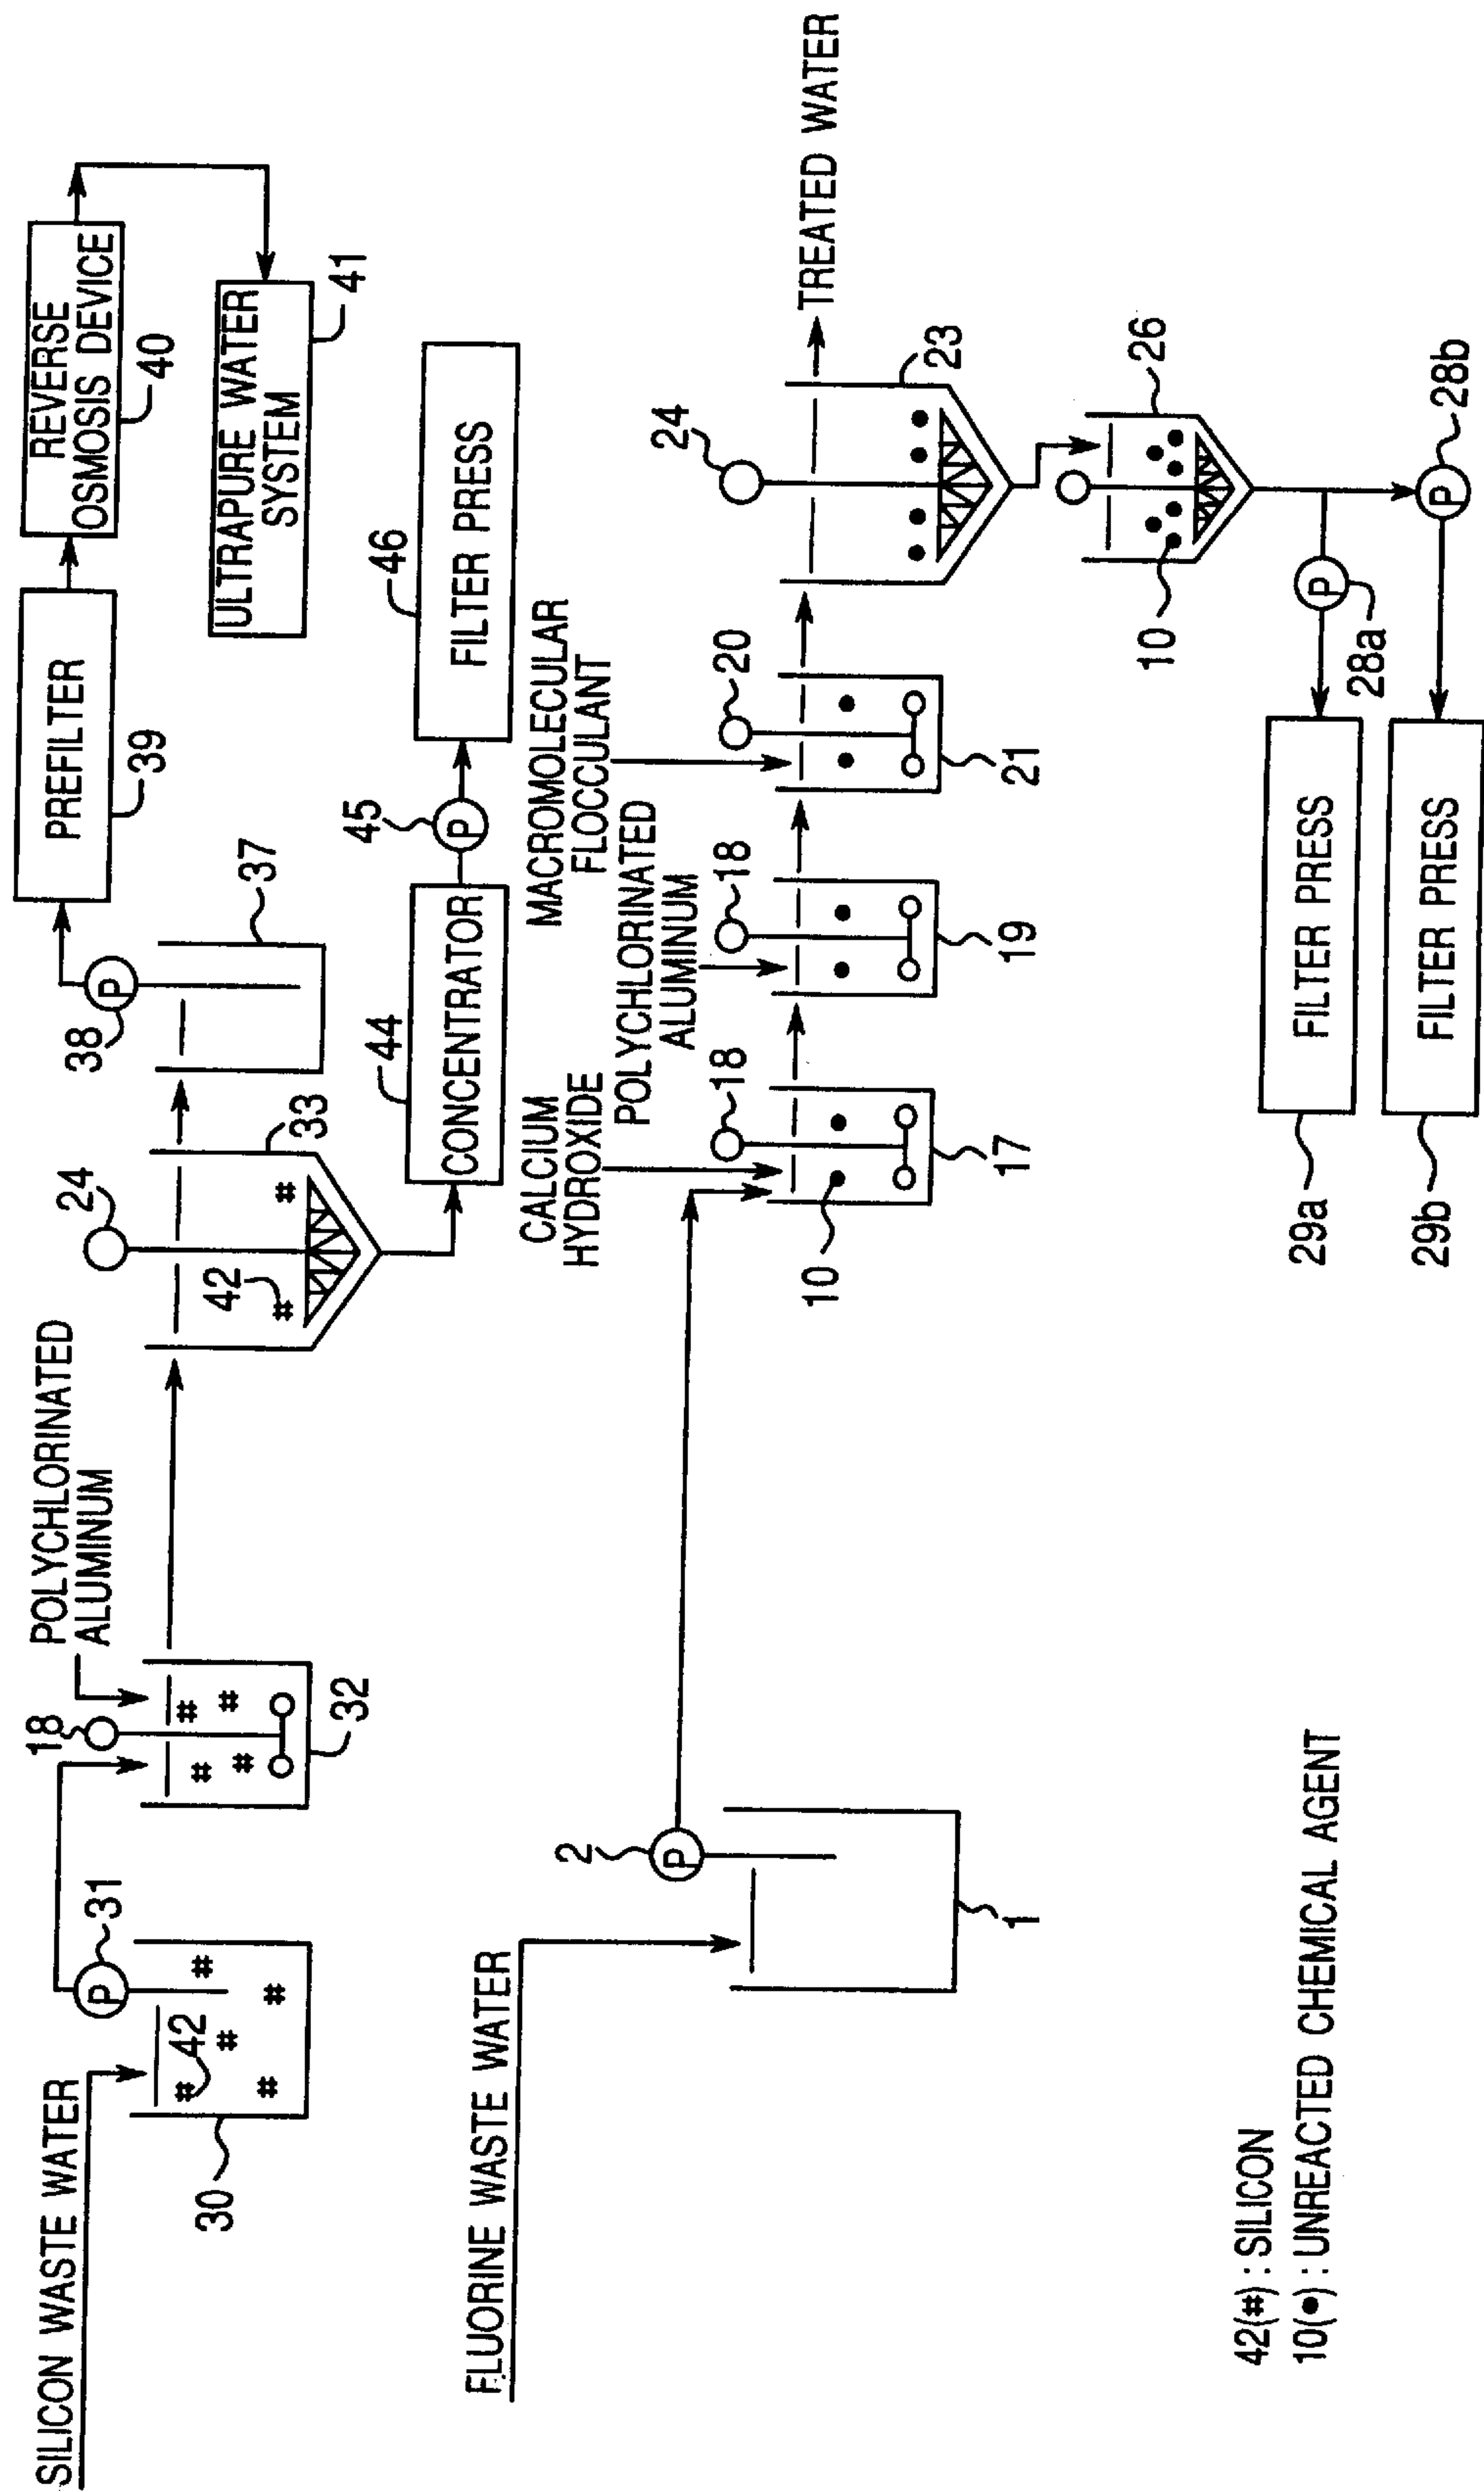 SILICON WASTE WATER
30
42
P
31
18
POLYCHLORINATED
ALUMINUM
32
24
42
33
38
P
37
PREFILTER
39
REVERSE
OSMOSIS DEVICE
40
ULTRAPURE WATER
SYSTEM
41
CONCENTRATOR
44
45
P
FILTER PRESS
46
FLUORINE WASTE WATER
1
2
P
CALCIUM
HYDROXIDE
18
10
17
POLYCHLORINATED
ALUMINUM
18
19
MACROMOLECULAR
FLOCCULANT
20
21
24
23
TREATED WATER
26
10
P
28a
P
28b
FILTER PRESS
29a
FILTER PRESS
29b
42(#) : SILICON
10(●) : UNREACTED CHEMICAL AGENT